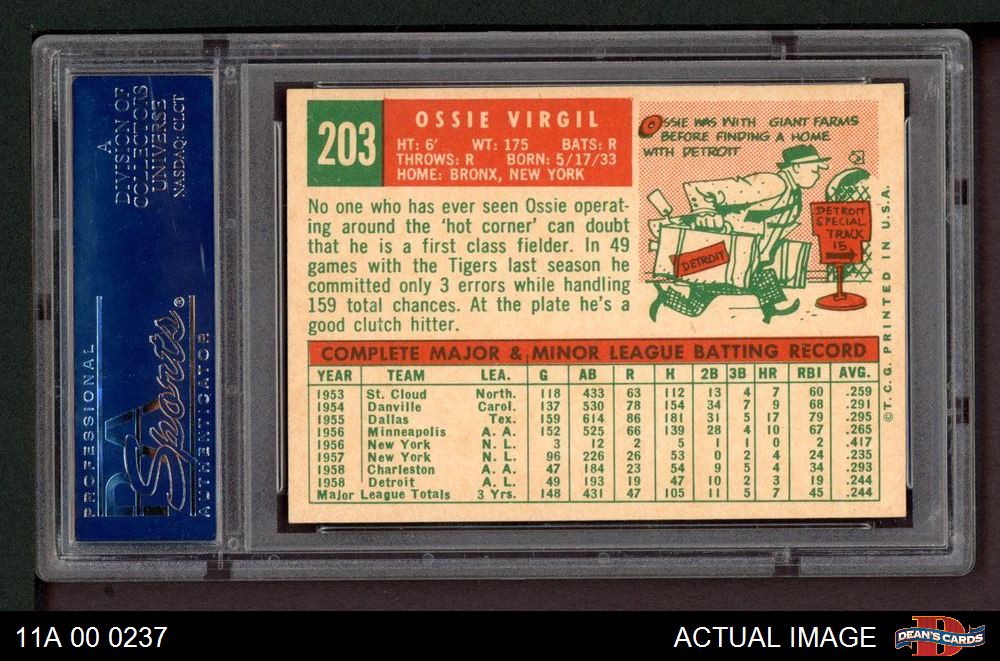 A
DIVISION OF
COLLECTORS
UNIVERSE
NASDAQ: CLCT
PROFESSIONAL
PSA
Sports®
AUTHENTICATOR
203
OSSIE VIRGIL
HT: 6' WT: 175 BATS: R
THROWS: R BORN: 5/17/33
HOME: BRONX, NEW YORK
OSSIE WAS WITH GIANT FARMS
BEFORE FINDING A HOME
WITH DETROIT
DETROIT
SPECIAL
TRACK
15
DETROIT
No one who has ever seen Ossie operat-
ing around the 'hot corner' can doubt
that he is a first class fielder. In 49
games with the Tigers last season he
committed only 3 errors while handling
159 total chances. At the plate he's a
good clutch hitter.
COMPLETE MAJOR & MINOR LEAGUE BATTING RECORD
YEAR TEAM LEA. G AB R H 2B 3B HR RBI AVG.
1953 St. Cloud North. 118 433 63 112 13 4 7 60 .259
1954 Danville Carol. 137 530 78 154 34 7 9 68 .291
1955 Dallas Tex. 159 614 86 181 31 5 17 79 .295
1956 Minneapolis A. A. 152 525 66 139 28 4 10 67 .265
1956 New York N. L. 3 12 2 5 1 1 0 2 .417
1957 New York N. L. 96 226 26 53 0 2 4 24 .235
1958 Charleston A. A. 47 184 23 54 9 5 4 34 .293
1958 Detroit A. L. 49 193 19 47 10 2 3 19 .244
Major League Totals 3 Yrs. 148 431 47 105 11 5 7 45 .244
© T. C. G. PRINTED IN U.S.A.
11A 00 0237
ACTUAL IMAGE
D
DEAN'S CARDS